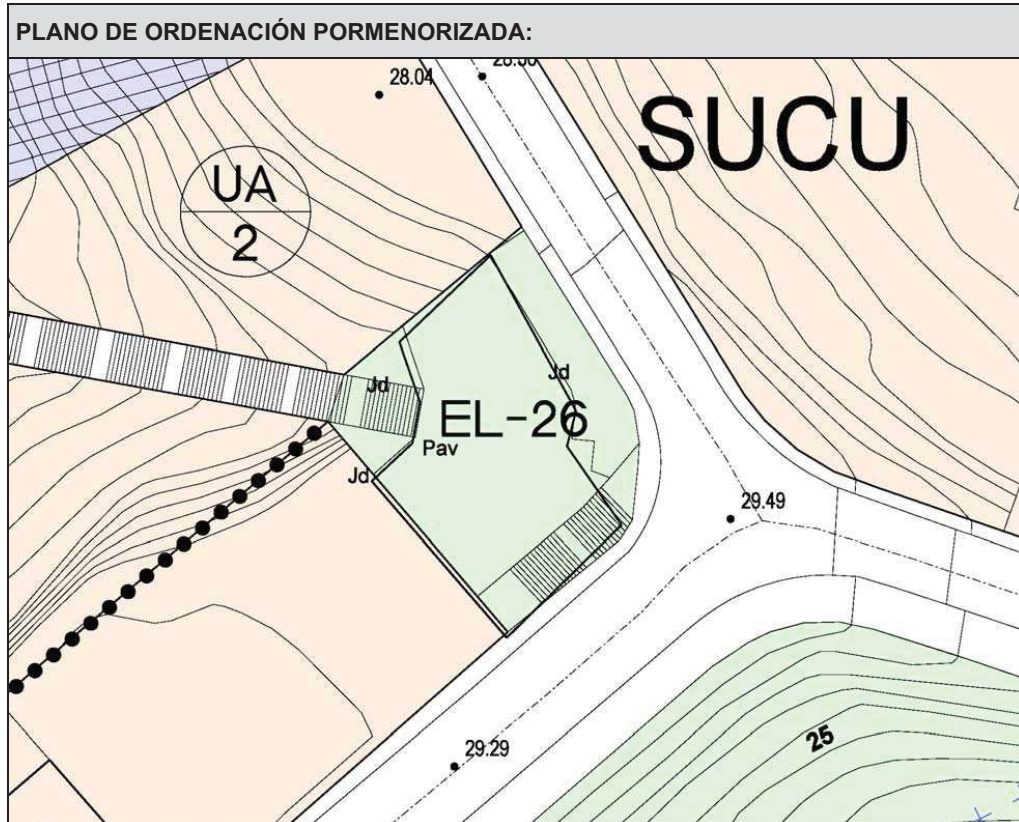 PLANO DE ORDENACIÓN PORMENORIZADA:
28.04
SUCU
UA
2
Jd
Jd
EL-26
Pav
Jd
29.49
29.29
25